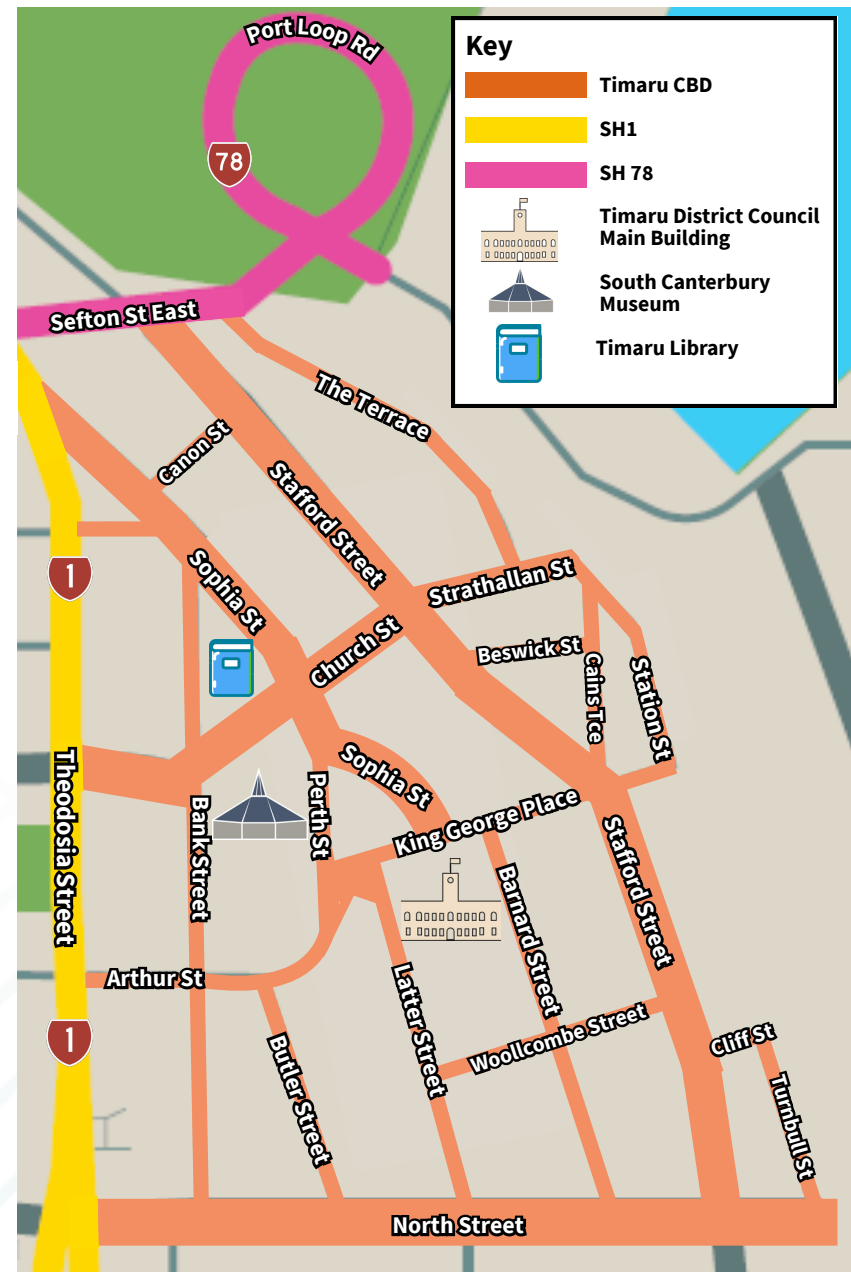 Port Loop Rd
78
Key
Timaru CBD
SH1
SH 78
Timaru District Council
Main Building
South Canterbury
Museum
Timaru Library
Sefton St East
The Terrace
Canon St
Stafford Street
Sophia St
1
Strathallan St
Church St
Beswick St
Cains Tce
Station St
Theodosia Street
Sophia St
Perth St
Bank Street
King George Place
Stafford Street
Barnard Street
Arthur St
Latter Street
1
Woollcombe Street
Cliff St
Butler Street
Turnbull St
North Street